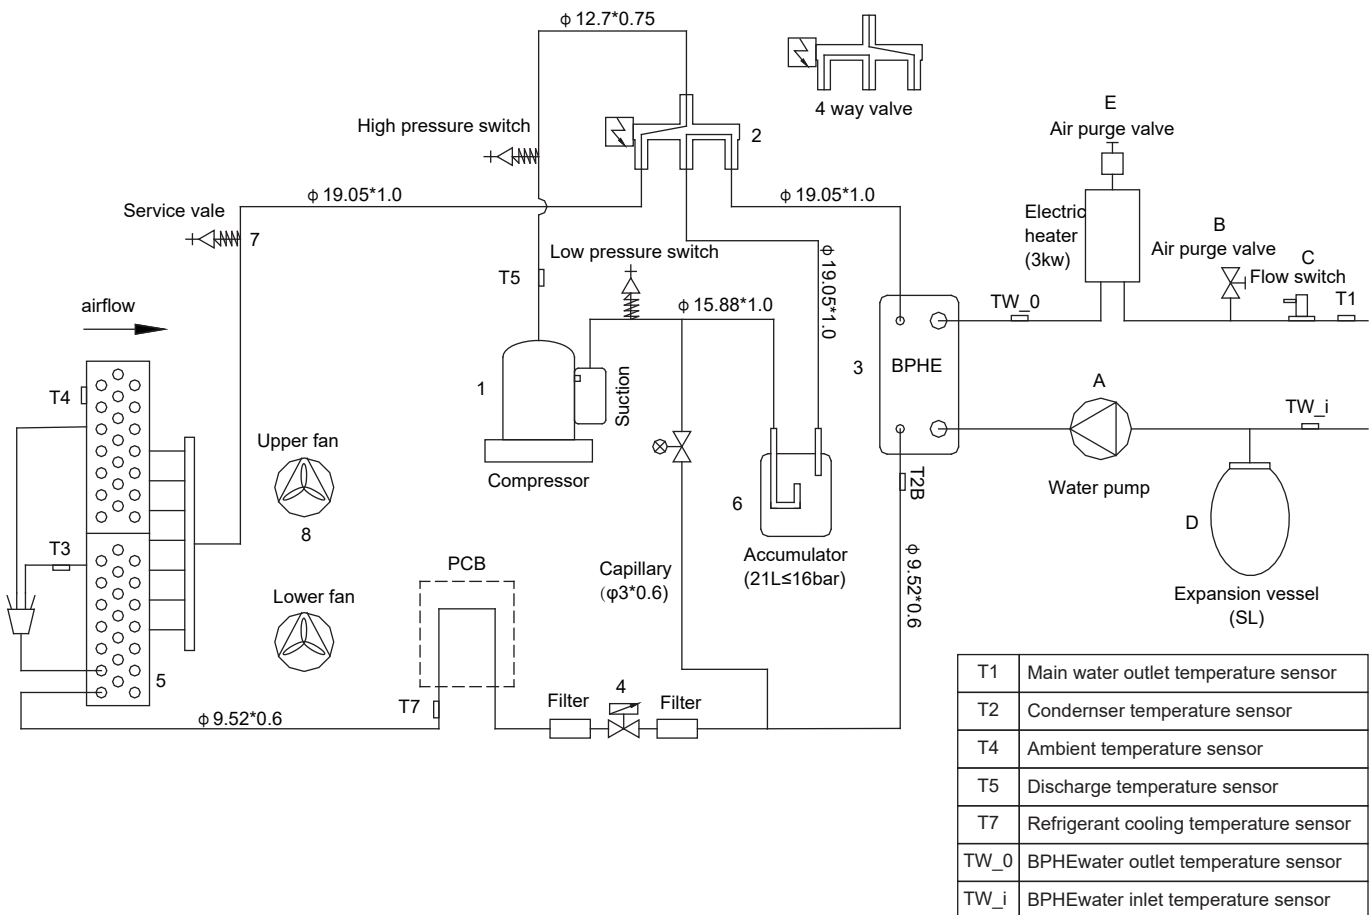 ϕ 12.7*0.75
4 way valve
E
Air purge valve
High pressure switch
2
ϕ 19.05*1.0
ϕ 19.05*1.0
Service vale
7
Electric
heater
(3kw)
B
Air purge valve
C
Flow switch
T1
Low pressure switch
T5
ϕ 19.05*1.0
ϕ 15.88*1.0
TW_0
airflow
3
BPHE
A
1
Suction
T4
TW_i
Upper fan
Compressor
T2B
Water pump
8
6
D
T3
PCB
Accumulator
(21L≤16bar)
Capillary
(φ3*0.6)
ϕ 9.52*0.6
Lower fan
Expansion vessel
(SL)
5
T7
Filter
4
Filter
ϕ 9.52*0.6
T1 Main water outlet temperature sensor
T2 Condernser temperature sensor
T4 Ambient temperature sensor
T5 Discharge temperature sensor
T7 Refrigerant cooling temperature sensor
TW_0 BPHEwater outlet temperature sensor
TW_i BPHEwater inlet temperature sensor